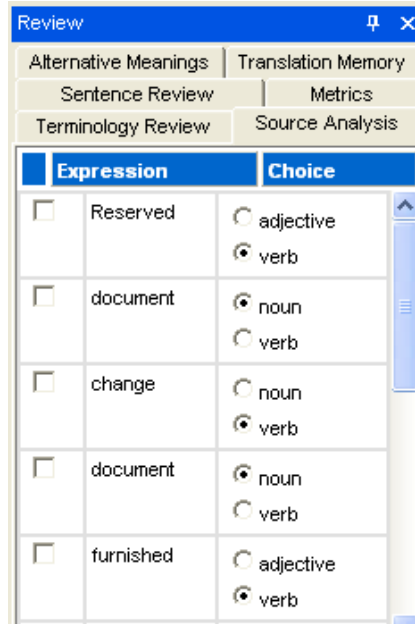 Review
Alternative Meanings Translation Memory
Sentence Review Metrics
Terminology Review Source Analysis
Expression Choice
Reserved adjective
verb
document noun
verb
change noun
verb
document noun
verb
furnished adjective
verb